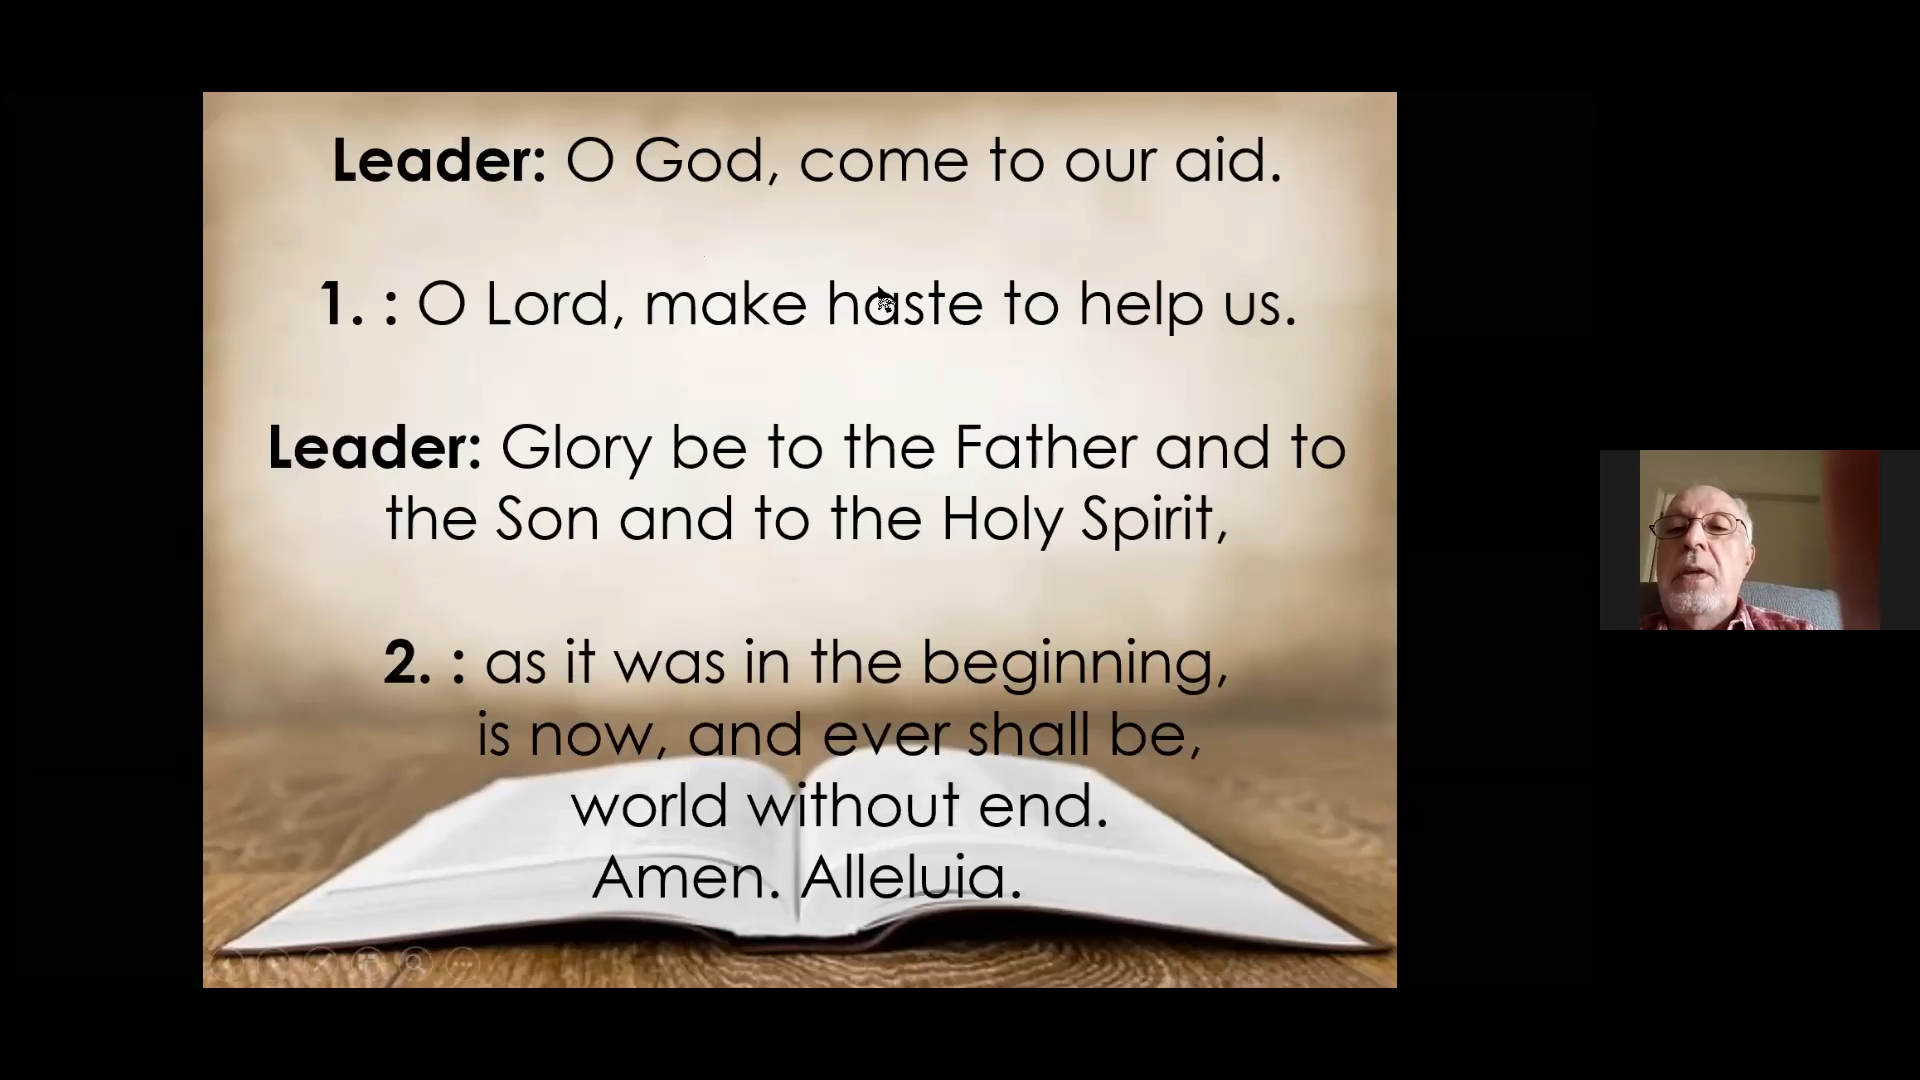 Leader: O God, come to our aid.
1. : O Lord, make haste to help us.
Leader: Glory be to the Father and to
the Son and to the Holy Spirit,
2. : as it was in the beginning,
is now, and ever shall be,
world without end.
Amen. Alleluia.